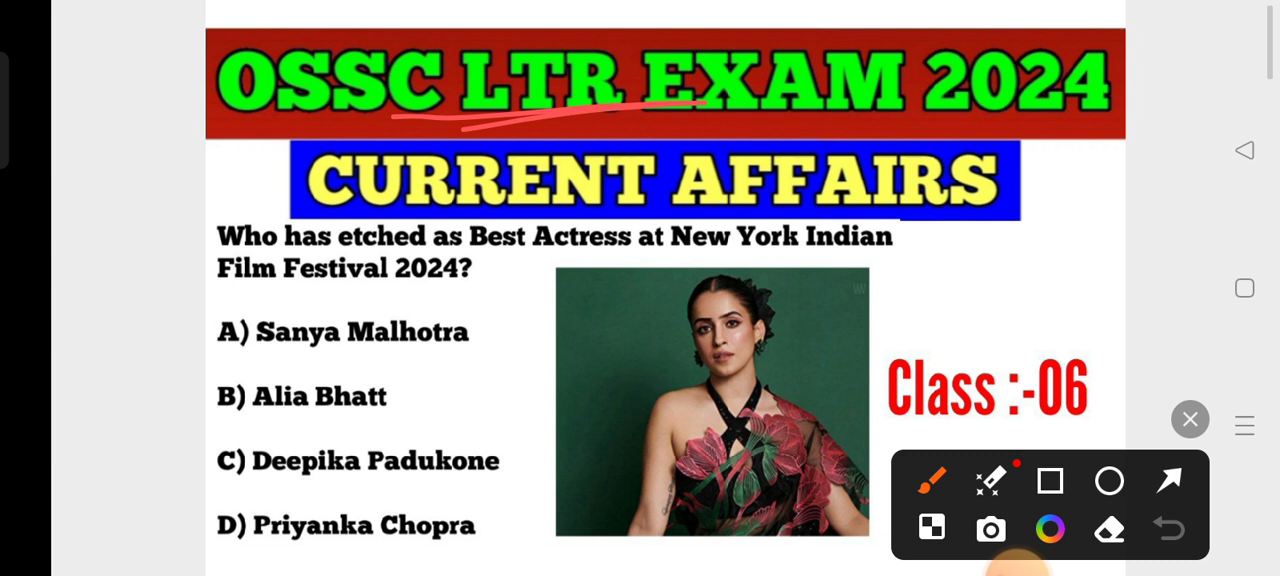 OSSC LTR EXAM 2024
CURRENT AFFAIRS
Who has etched as Best Actress at New York Indian
Film Festival 2024?
A) Sanya Malhotra
B) Alia Bhatt
C) Deepika Padukone
D) Priyanka Chopra
Class :-06